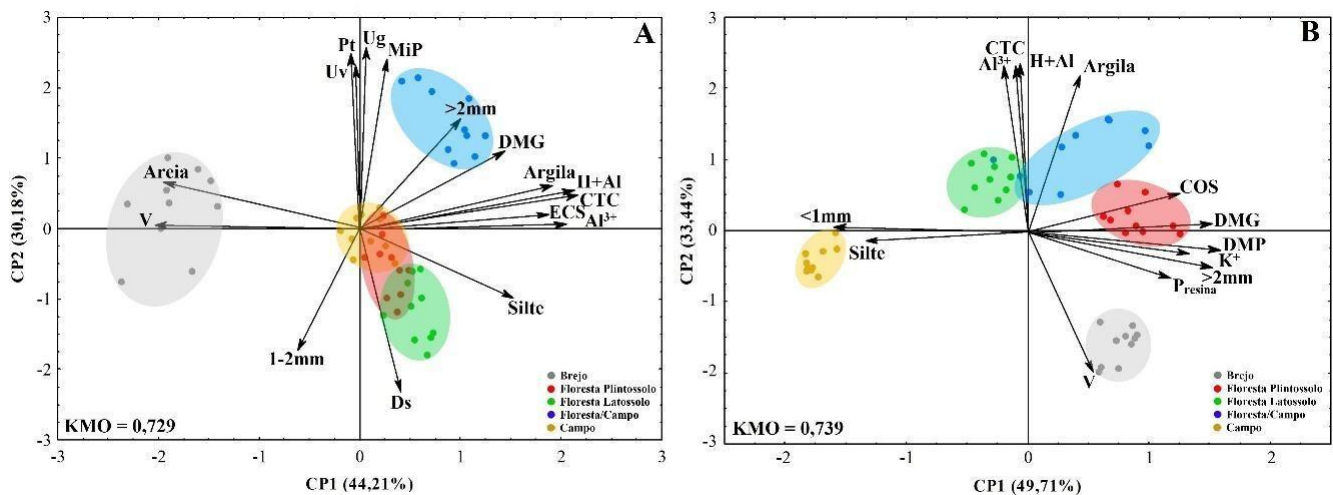 A
3
2
1
0
-1
-2
-3
Pt
Ug
Uv
MiP
>2mm
DMG
Argila
H+Al
CTC
ECS
Al³⁺
Areia
V
Silte
1-2mm
Ds
Brejo
Floresta Plintossolo
Floresta Latossolo
Floresta/Campo
Campo
KMO = 0,729
-3 -2 -1 0 1 2 3
CP1 (44,21%)
CP2 (30,18%)
B
3
2
1
0
-1
-2
-3
CTC
Al³⁺
H+Al
Argila
COS
DMG
DMP
K⁺
>2mm
Presina
V
<1mm
Silte
Brejo
Floresta Plintossolo
Floresta Latossolo
Floresta/Campo
Campo
KMO = 0,739
-2 -1 0 1 2
CP1 (49,71%)
CP2 (33,44%)